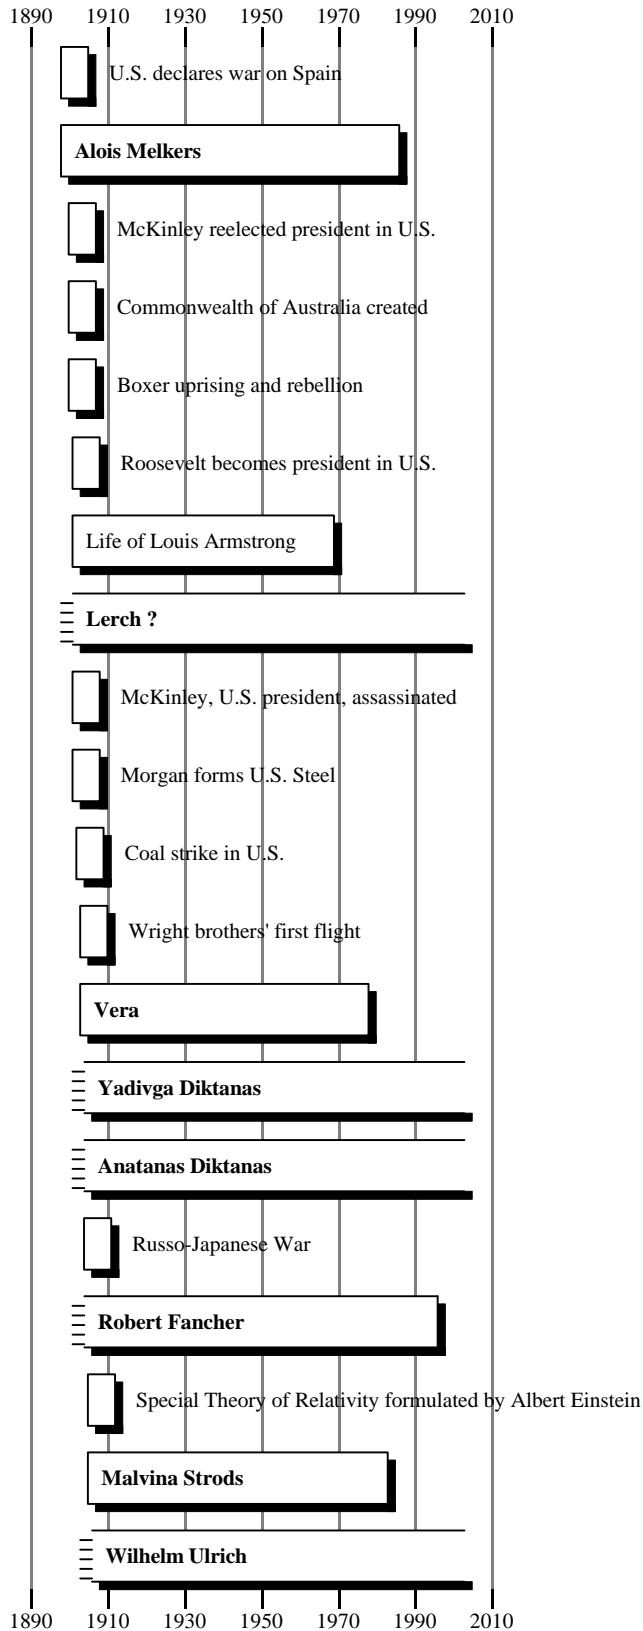 1890 1910 1930 1950 1970 1990 2010
U.S. declares war on Spain
Alois Melkers
McKinley reelected president in U.S.
Commonwealth of Australia created
Boxer uprising and rebellion
Roosevelt becomes president in U.S.
Life of Louis Armstrong
Lerch ?
McKinley, U.S. president, assassinated
Morgan forms U.S. Steel
Coal strike in U.S.
Wright brothers' first flight
Vera
Yadivga Diktanas
Anatanas Diktanas
Russo-Japanese War
Robert Fancher
Special Theory of Relativity formulated by Albert Einstein
Malvina Strods
Wilhelm Ulrich
1890 1910 1930 1950 1970 1990 2010